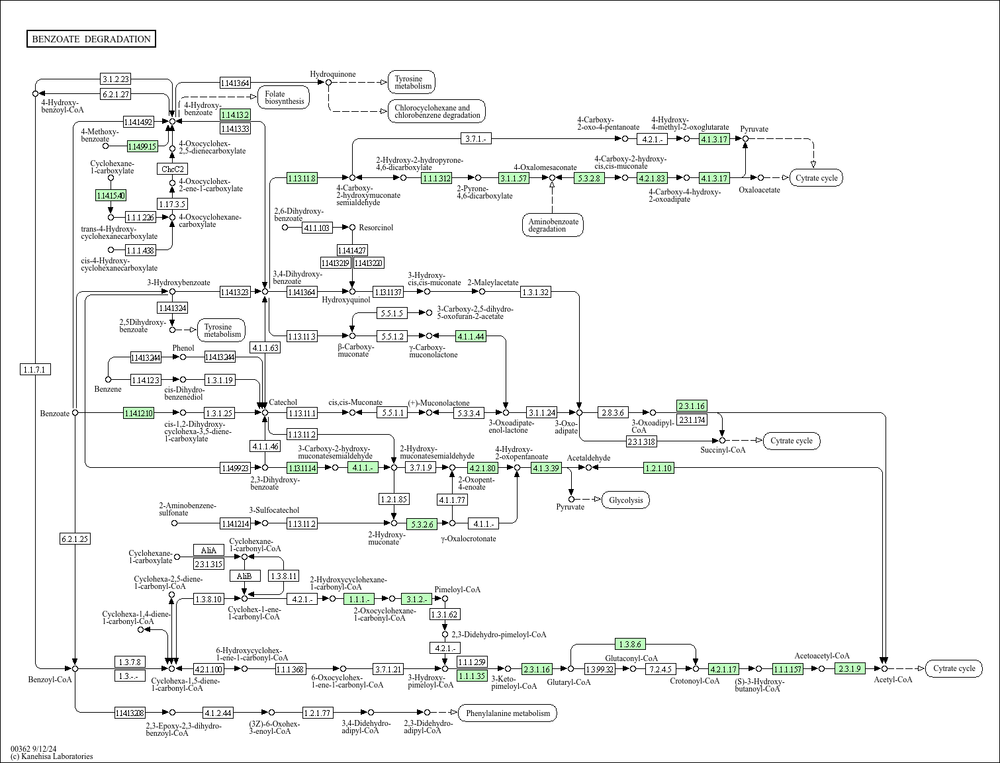 BENZOATE DEGRADATION
3.1.2.23
6.2.1.27
4-Hydroxy-
benzoyl-CoA
1.14.13.64
Hydroquinone
Tyrosine
metabolism
Folate
biosynthesis
Chlorocyclohexane and
chlorobenzene degradation
4-Hydroxy-
benzoate
1.14.13.2
1.14.13.33
1.14.14.92
4-Methoxy-
benzoate
1.14.99.15
4-Oxocyclohex-
2,5-dienecarboxylate
ChcC2
Cyclohexane-
1-carboxylate
4-Oxocyclohex-
2-ene-1-carboxylate
1.14.15.40
1.17.3.5
1.1.1.226
4-Oxocyclohexane-
carboxylate
trans-4-Hydroxy-
cyclohexanecarboxylate
1.1.1.438
cis-4-Hydroxy-
cyclohexanecarboxylate
3.7.1.-
4-Carboxy-
2-oxo-4-pentanoate
4.2.1.-
4-Hydroxy-
4-methyl-2-oxoglutarate
4.1.3.17
Pyruvate
1.13.11.8
4-Carboxy-
2-hydroxymuconate
semialdehyde
2-Hydroxy-2-hydropyrone-
4,6-dicarboxylate
1.1.1.312
2-Pyrone-
4,6-dicarboxylate
3.1.1.57
4-Oxalomesaconate
5.3.2.8
4-Carboxy-2-hydroxy-
cis,cis-muconate
4.2.1.83
4-Carboxy-4-hydroxy-
2-oxoadipate
4.1.3.17
Oxaloacetate
Cytrate cycle
Aminobenzoate
degradation
2,6-Dihydroxy-
benzoate
4.1.1.103
Resorcinol
1.14.14.27
1.14.13.219
1.14.13.220
3-Hydroxybenzoate
1.14.13.23
3,4-Dihydroxy-
benzoate
1.14.13.64
Hydroxyquinol
1.13.11.37
3-Hydroxy-
cis,cis-muconate
2-Maleylacetate
1.3.1.32
1.14.13.24
2,5Dihydroxy-
benzoate
Tyrosine
metabolism
5.5.1.5
3-Carboxy-2,5-dihydro-
5-oxofuran-2-acetate
1.13.11.3
β-Carboxy-
muconate
5.5.1.2
γ-Carboxy-
muconolactone
4.1.1.44
4.1.1.63
Phenol
1.14.13.244
1.14.13.244
1.1.7.1
Benzene
1.14.12.3
cis-Dihydro-
benzenediol
1.3.1.19
Benzoate
1.14.12.10
cis-1,2-Dihydroxy-
cyclohexa-3,5-diene-
1-carboxylate
1.3.1.25
Catechol
1.13.11.1
cis,cis-Muconate
5.5.1.1
(+)-Muconolactone
5.3.3.4
3-Oxoadipate-
enol-lactone
3.1.1.24
3-Oxo-
adipate
2.8.3.6
3-Oxoadipyl-
CoA
2.3.1.16
2.3.1.174
1.13.11.2
2.3.1.318
Succinyl-CoA
Cytrate cycle
4.1.1.46
1.14.99.23
2,3-Dihydroxy-
benzoate
1.13.11.14
3-Carboxy-2-hydroxy-
muconatesemialdehyde
4.1.1.-
2-Hydroxy-
muconatesemialdehyde
3.7.1.9
2-Oxopent-
4-enoate
4.2.1.80
4-Hydroxy-
2-oxopentanoate
4.1.3.39
Acetaldehyde
1.2.1.10
1.2.1.85
4.1.1.77
Pyruvate
Glycolysis
2-Aminobenzene-
sulfonate
1.14.12.14
3-Sulfocatechol
1.13.11.2
2-Hydroxy-
muconate
5.3.2.6
γ-Oxalocrotonate
4.1.1.-
6.2.1.25
Cyclohexane-
1-carboxylate
AliA
2.3.1.315
Cyclohexane-
1-carbonyl-CoA
AliB
1.3.8.11
Cyclohexa-2,5-diene-
1-carbonyl-CoA
1.3.8.10
Cyclohex-1-ene-
1-carbonyl-CoA
4.2.1.-
2-Hydroxycyclohexane-
1-carbonyl-CoA
1.1.1.-
2-Oxocyclohexane-
1-carbonyl-CoA
3.1.2.-
Pimeloyl-CoA
1.3.1.62
Cyclohexa-1,4-diene-
1-carbonyl-CoA
2,3-Didehydro-pimeloyl-CoA
4.2.1.-
Benzoyl-CoA
1.3.7.8
1.3.-.-
Cyclohexa-1,5-diene-
1-carbonyl-CoA
4.2.1.100
6-Hydroxycyclohex-
1-ene-1-carbonyl-CoA
1.1.1.368
6-Oxocyclohex-
1-ene-1-carbonyl-CoA
3.7.1.21
3-Hydroxy-
pimeloyl-CoA
1.1.1.259
1.1.1.35
3-Keto-
pimeloyl-CoA
2.3.1.16
Glutaryl-CoA
1.3.8.6
1.3.99.32
Glutaconyl-CoA
7.2.4.5
Crotonoyl-CoA
4.2.1.17
(S)-3-Hydroxy-
butanoyl-CoA
1.1.1.157
Acetoacetyl-CoA
2.3.1.9
Acetyl-CoA
Cytrate cycle
1.14.13.208
2,3-Epoxy-2,3-dihydro-
benzoyl-CoA
4.1.2.44
(3Z)-6-Oxohex-
3-enoyl-CoA
1.2.1.77
3,4-Didehydro-
adipyl-CoA
2,3-Didehydro-
adipyl-CoA
Phenylalanine metabolism
00362 9/12/24
(c) Kanehisa Laboratories